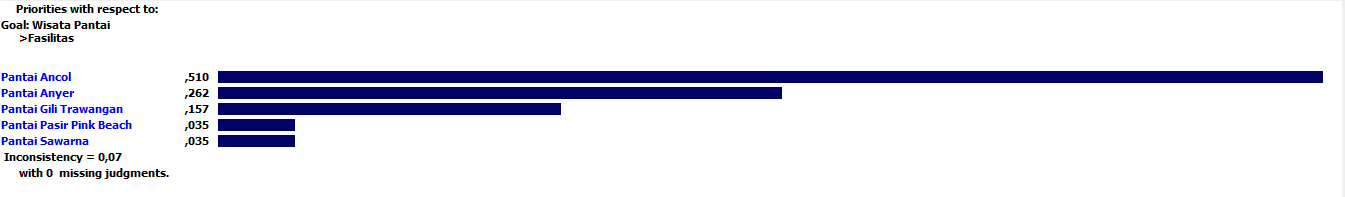 Priorities with respect to:
Goal: Wisata Pantai
>Fasilitas
Pantai Ancol ,510
Pantai Anyer ,262
Pantai Gili Trawangan ,157
Pantai Pasir Pink Beach ,035
Pantai Sawarna ,035
Inconsistency = 0,07
with 0 missing judgments.